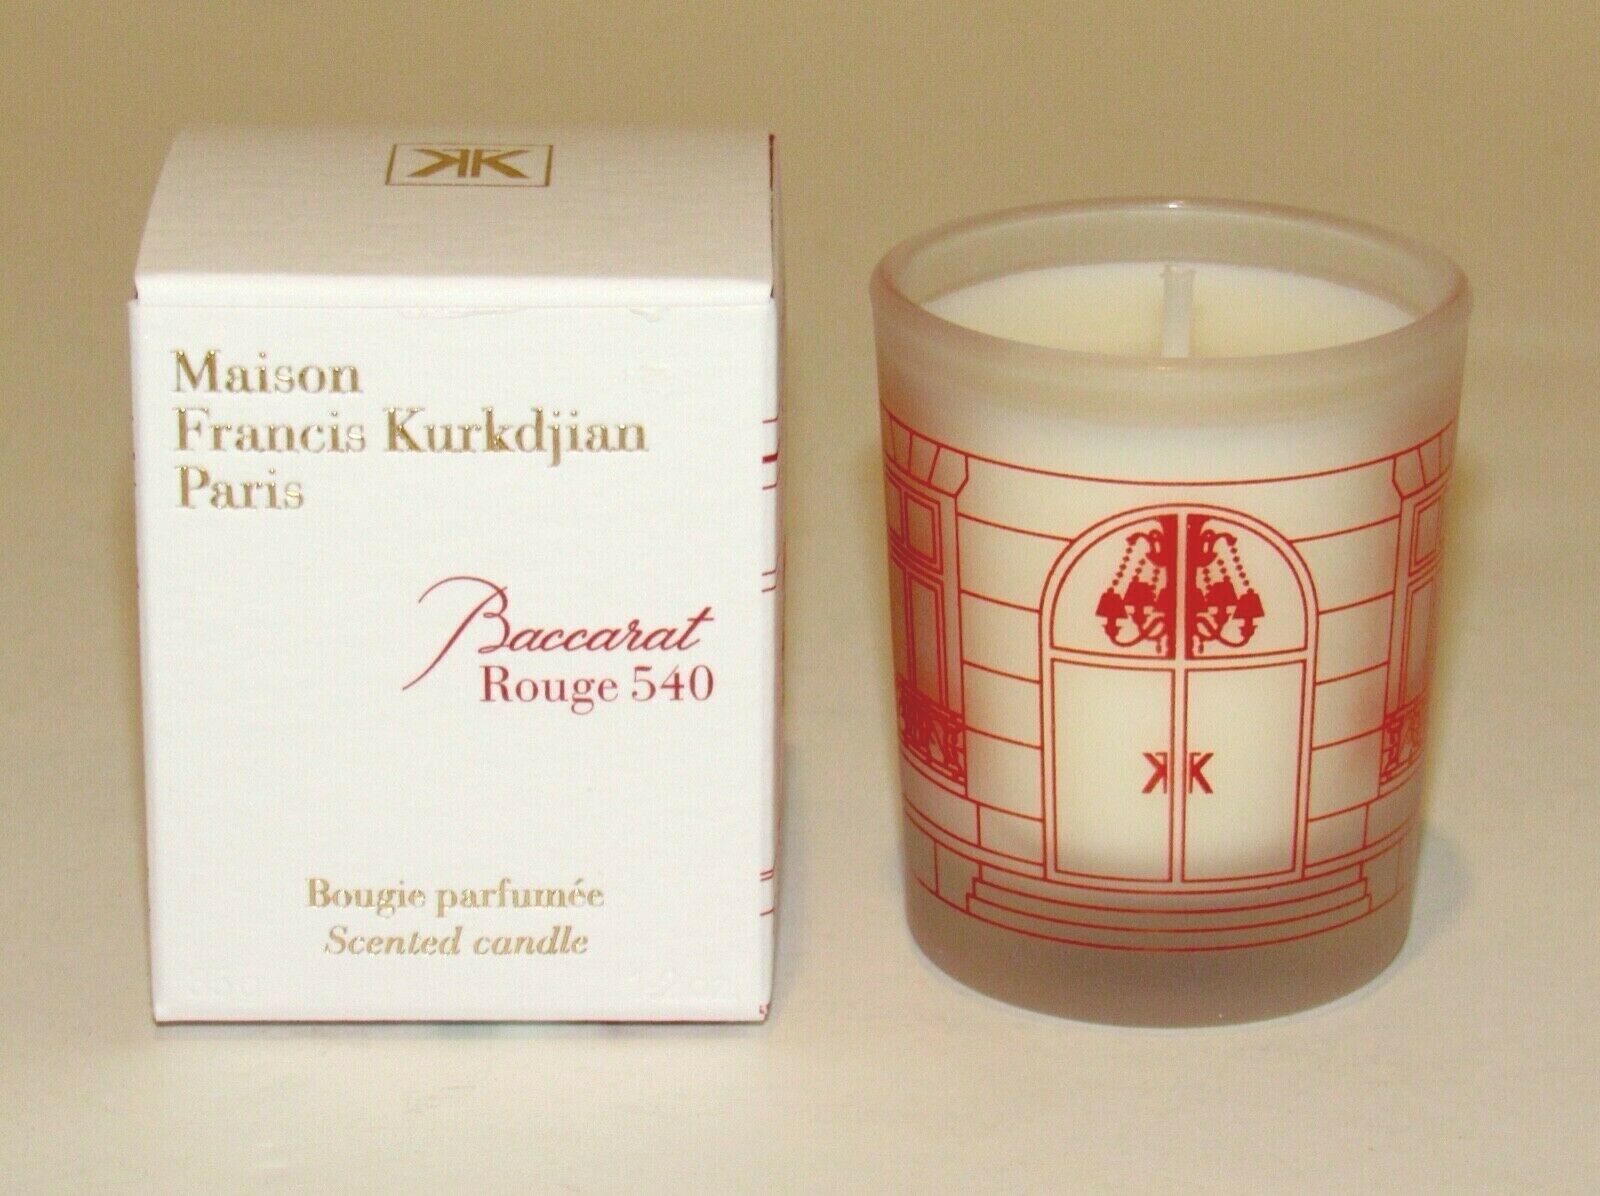 Maison
Francis Kurkdjian
Paris
Baccarat
Rouge 540
Bougie parfumée
Scented candle